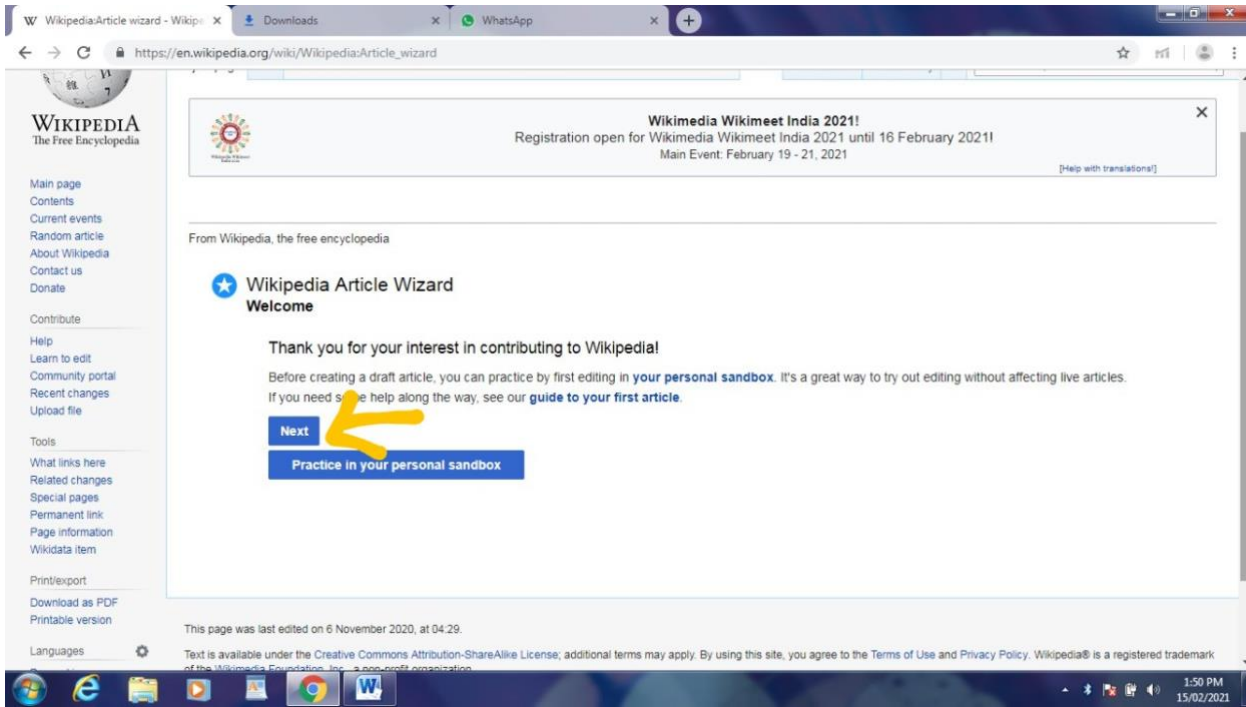 Wikipedia:Article wizard - Wikip
Downloads
WhatsApp
https://en.wikipedia.org/wiki/Wikipedia:Article_wizard
WIKIPEDIA
The Free Encyclopedia
Main page
Contents
Current events
Random article
About Wikipedia
Contact us
Donate
Contribute
Help
Learn to edit
Community portal
Recent changes
Upload file
Tools
What links here
Related changes
Special pages
Permanent link
Page information
Wikidata item
Print/export
Download as PDF
Printable version
Languages
Wikimedia Wikimeet India 2021!
Registration open for Wikimedia Wikimeet India 2021 until 16 February 2021!
Main Event: February 19 - 21, 2021
[Help with translations!]
From Wikipedia, the free encyclopedia
Wikipedia Article Wizard
Welcome
Thank you for your interest in contributing to Wikipedia!
Before creating a draft article, you can practice by first editing in your personal sandbox. It's a great way to try out editing without affecting live articles.
If you need s e help along the way, see our guide to your first article.
Next
Practice in your personal sandbox
This page was last edited on 6 November 2020, at 04:29.
Text is available under the Creative Commons Attribution-ShareAlike License; additional terms may apply. By using this site, you agree to the Terms of Use and Privacy Policy. Wikipedia® is a registered trademark
of the Wikimedia Foundation, Inc., a non-profit organization.
1:50 PM
15/02/2021